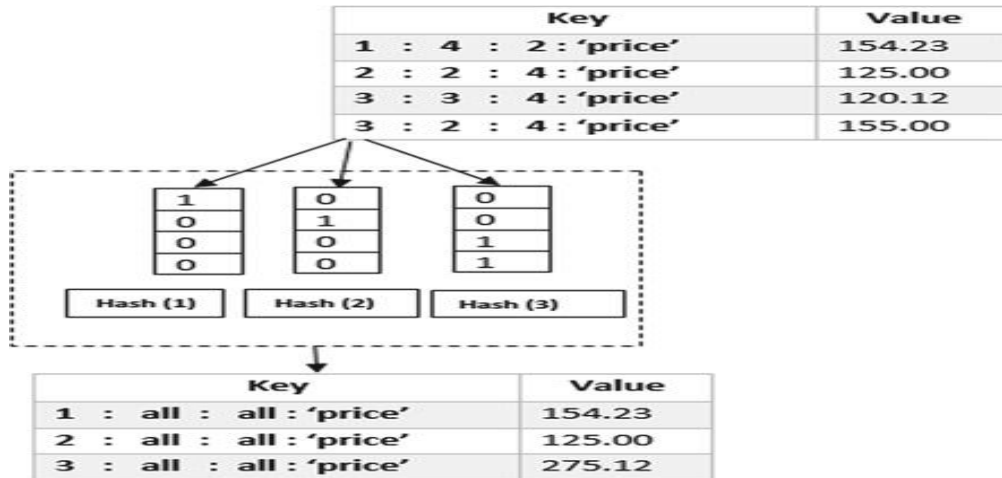 Key Value
1 : 4 : 2 : ‘price’ 154.23
2 : 2 : 4 : ‘price’ 125.00
3 : 3 : 4 : ‘price’ 120.12
3 : 2 : 4 : ‘price’ 155.00
1 0 0
0 1 0
0 0 1
0 0 1
Hash (1) Hash (2) Hash (3)
Key Value
1 : all : all : ‘price’ 154.23
2 : all : all : ‘price’ 125.00
3 : all : all : ‘price’ 275.12